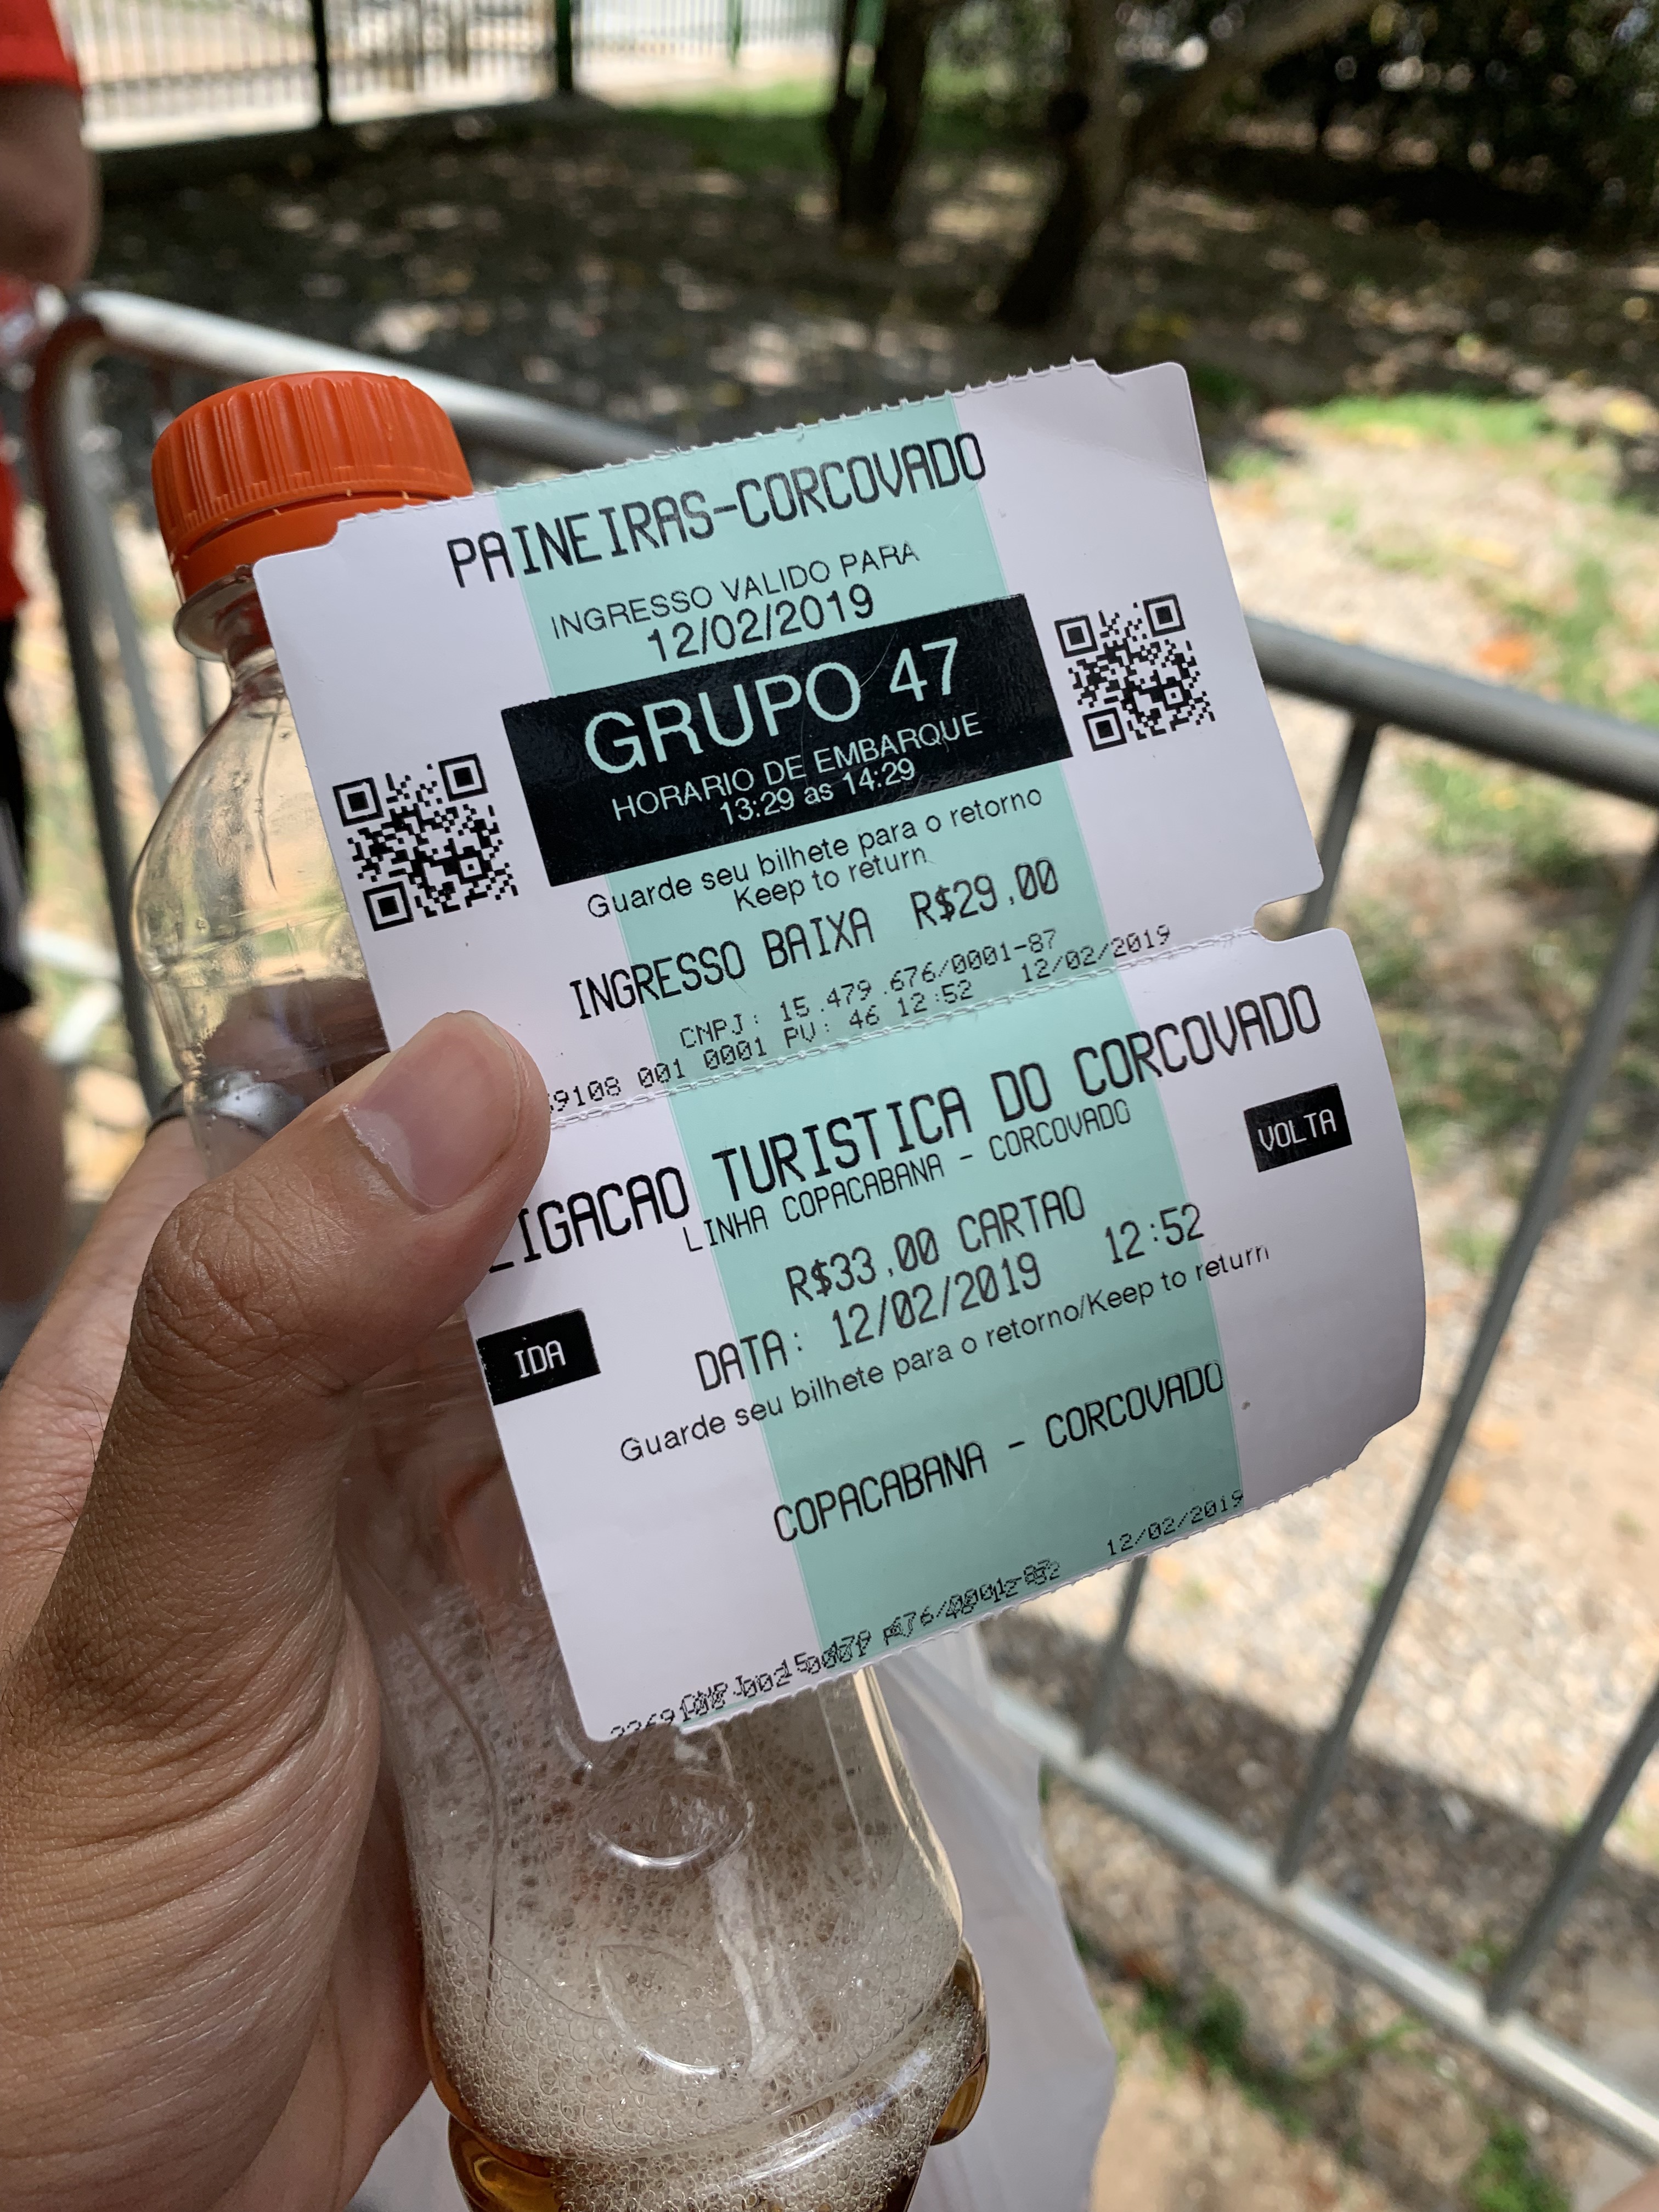 PAINEIRAS-CORCOVADO
INGRESSO VALIDO PARA
12/02/2019
GRUPO 47
HORARIO DE EMBARQUE
13:29 as 14:29
Guarde seu bilhete para o retorno
Keep to return
INGRESSO BAIXA R$29,00
CNPJ: 15.479.676/0001-87
9108 001 0001 PV: 46 12:52 12/02/2019
LIGACAO TURISTICA DO CORCOVADO
LINHA COPACABANA - CORCOVADO
VOLTA
R$33,00 CARTAO
IDA
DATA: 12/02/2019 12:52
Guarde seu bilhete para o retorno/Keep to return
COPACABANA - CORCOVADO
12/02/2019